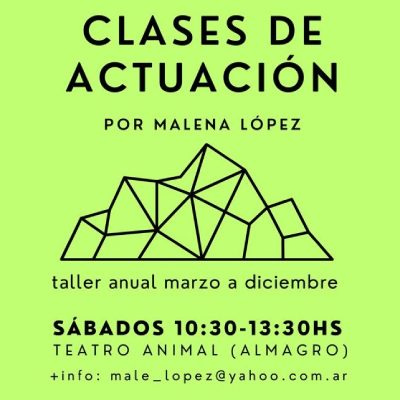 CLASES DE
ACTUACIÓN
POR MALENA LÓPEZ
taller anual marzo a diciembre
SÁBADOS 10:30-13:30HS
TEATRO ANIMAL (ALMAGRO)
+info: male_lopez@yahoo.com.ar